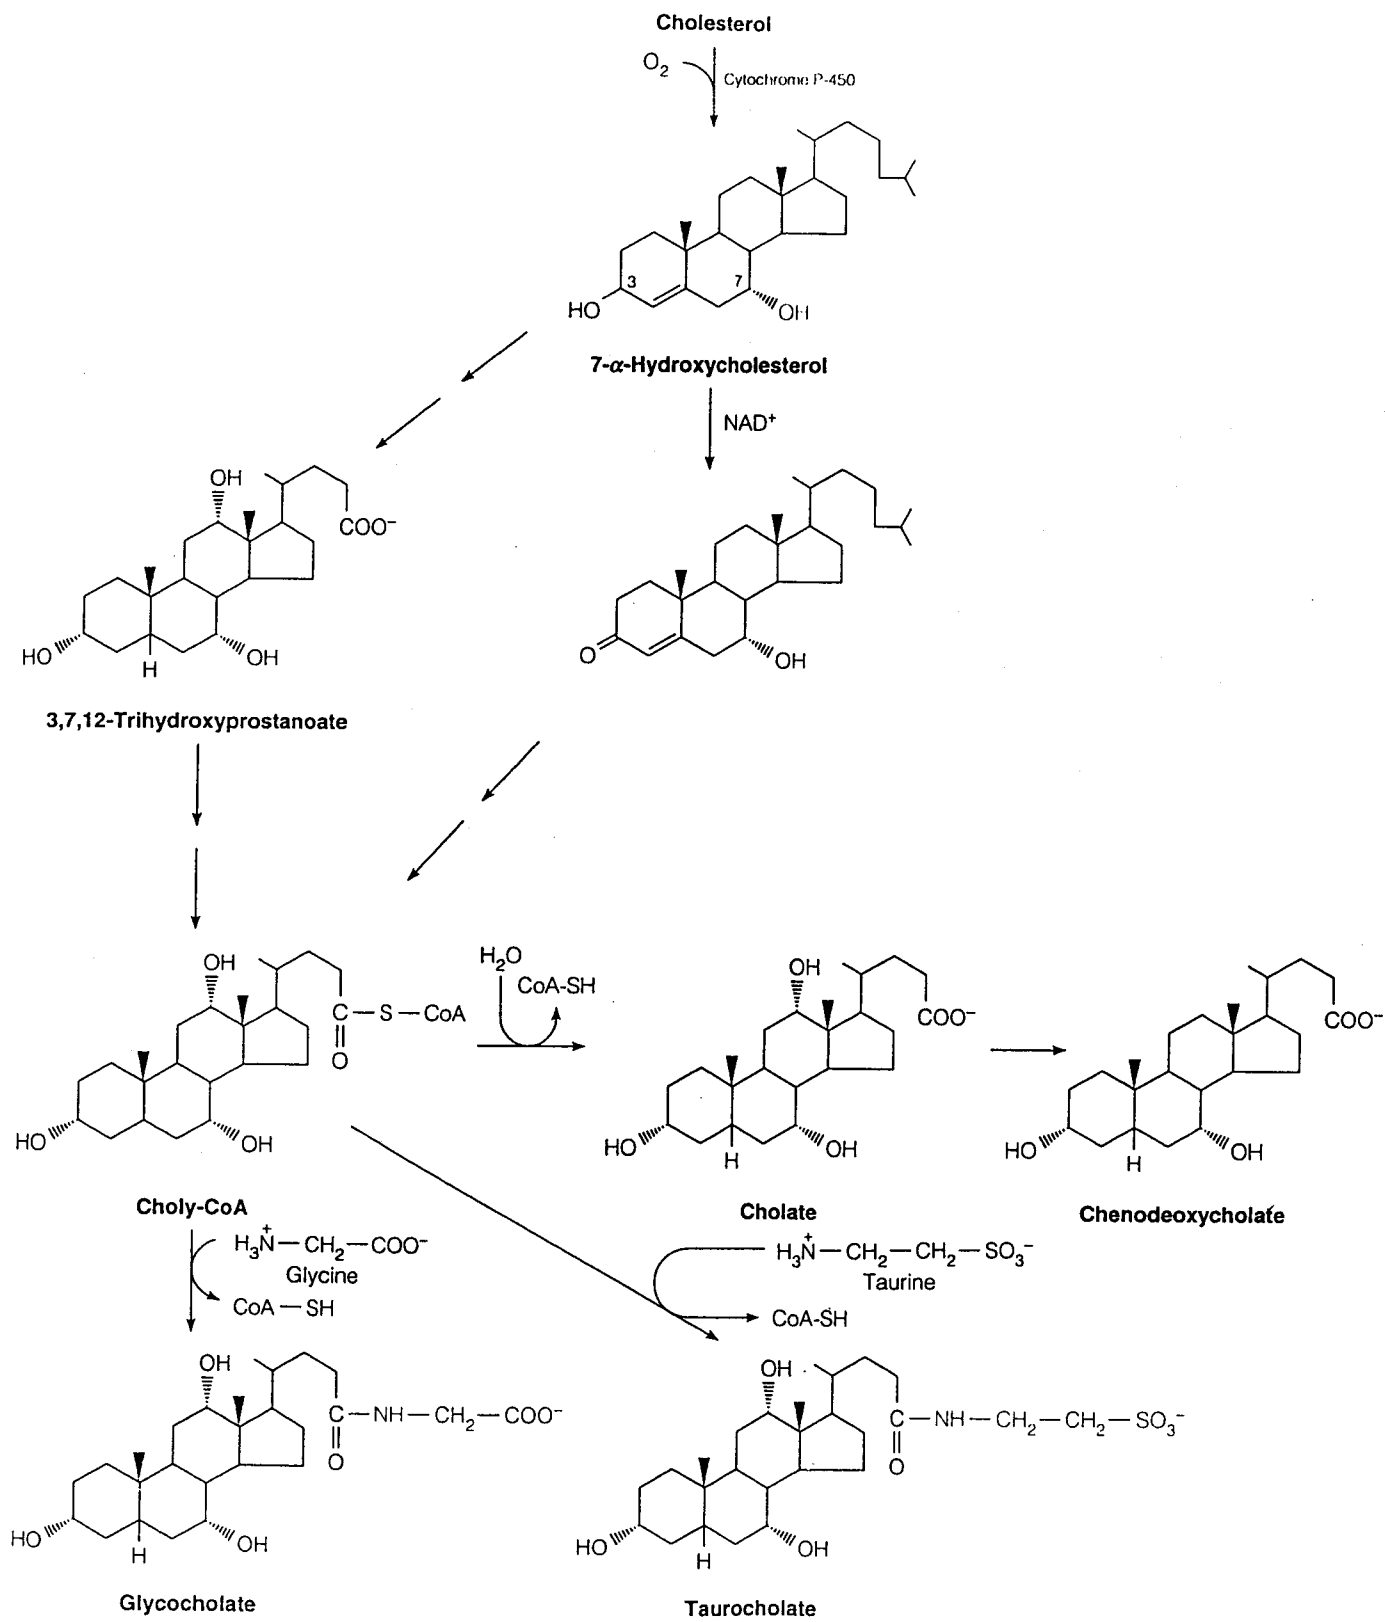 Cholesterol
O₂
Cytochrome P-450
3
7
HO
OH
7-α-Hydroxycholesterol
NAD⁺
OH
COO⁻
HO
OH
H
O
OH
3,7,12-Trihydroxyprostanoate
OH
C—S—CoA
O
HO
OH
H₂O
CoA-SH
OH
COO⁻
HO
OH
H
COO⁻
HO
OH
H
Choly-CoA
Cholate
Chenodeoxycholate
H₃N⁺—CH₂—COO⁻
Glycine
CoA—SH
H₃N⁺—CH₂—CH₂—SO₃⁻
Taurine
CoA-SH
OH
C—NH—CH₂—COO⁻
O
HO
OH
H
OH
C—NH—CH₂—CH₂—SO₃⁻
O
HO
OH
H
Glycocholate
Taurocholate